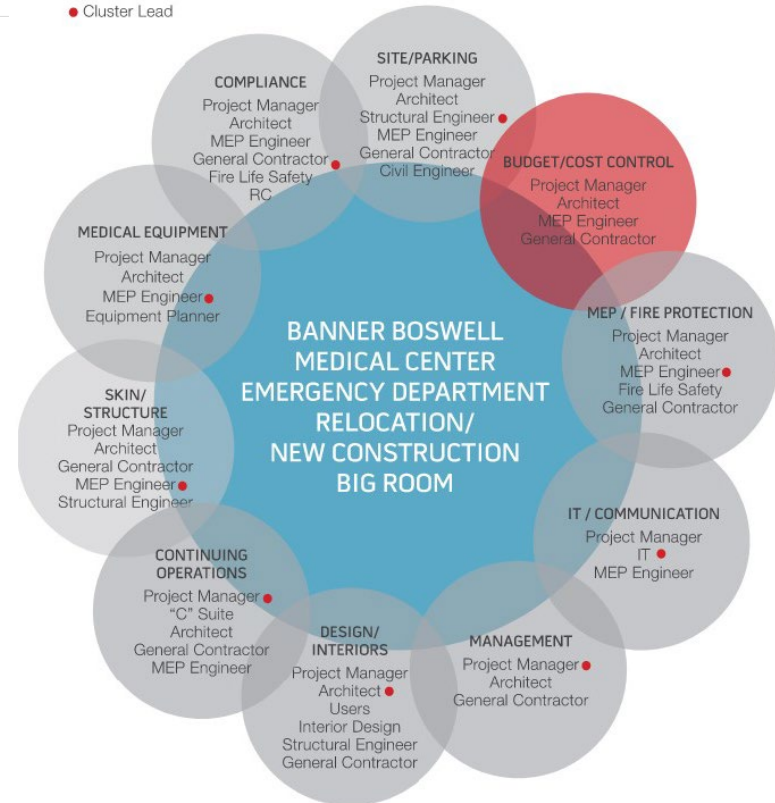 Cluster Lead
SITE/PARKING
Project Manager
Architect
Structural Engineer
MEP Engineer
General Contractor
Civil Engineer
BUDGET/COST CONTROL
Project Manager
Architect
MEP Engineer
General Contractor
MEP / FIRE PROTECTION
Project Manager
Architect
MEP Engineer
Fire Life Safety
General Contractor
IT / COMMUNICATION
Project Manager
IT
MEP Engineer
MANAGEMENT
Project Manager
Architect
General Contractor
DESIGN/
INTERIORS
Project Manager
Architect
Users
Interior Design
Structural Engineer
General Contractor
CONTINUING
OPERATIONS
Project Manager
“C” Suite
Architect
General Contractor
MEP Engineer
SKIN/
STRUCTURE
Project Manager
Architect
General Contractor
MEP Engineer
Structural Engineer
MEDICAL EQUIPMENT
Project Manager
Architect
MEP Engineer
Equipment Planner
COMPLIANCE
Project Manager
Architect
MEP Engineer
General Contractor
Fire Life Safety
RC
BANNER BOSWELL
MEDICAL CENTER
EMERGENCY DEPARTMENT
RELOCATION/
NEW CONSTRUCTION
BIG ROOM